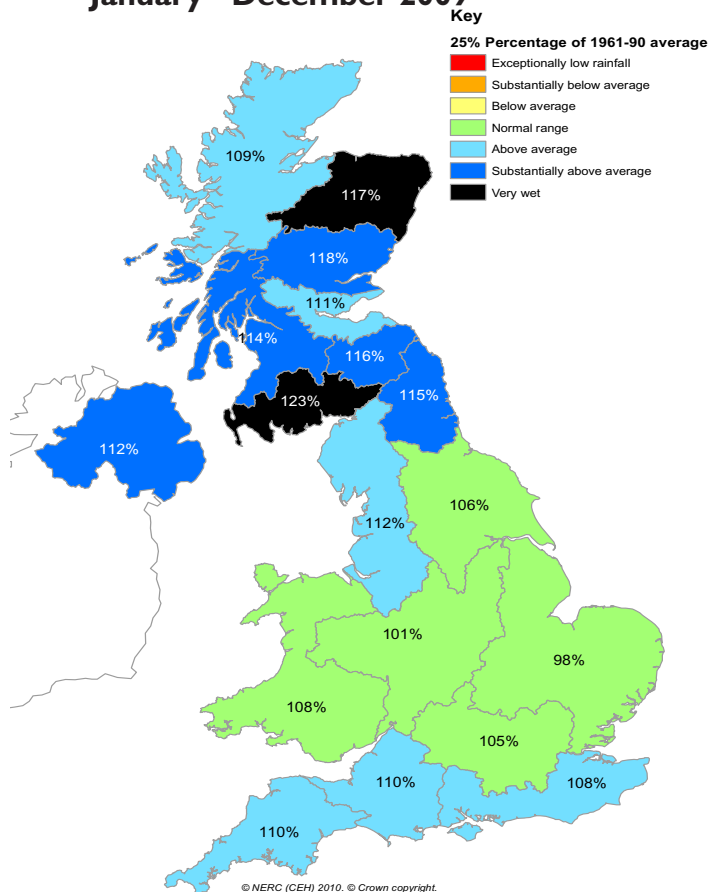 January - December 2009
Key
25% Percentage of 1961-90 average
Exceptionally low rainfall
Substantially below average
Below average
Normal range
Above average
Substantially above average
Very wet
109%
117%
118%
111%
114%
116%
115%
123%
112%
106%
112%
101%
98%
108%
105%
110%
108%
110%
© NERC (CEH) 2010. © Crown copyright.